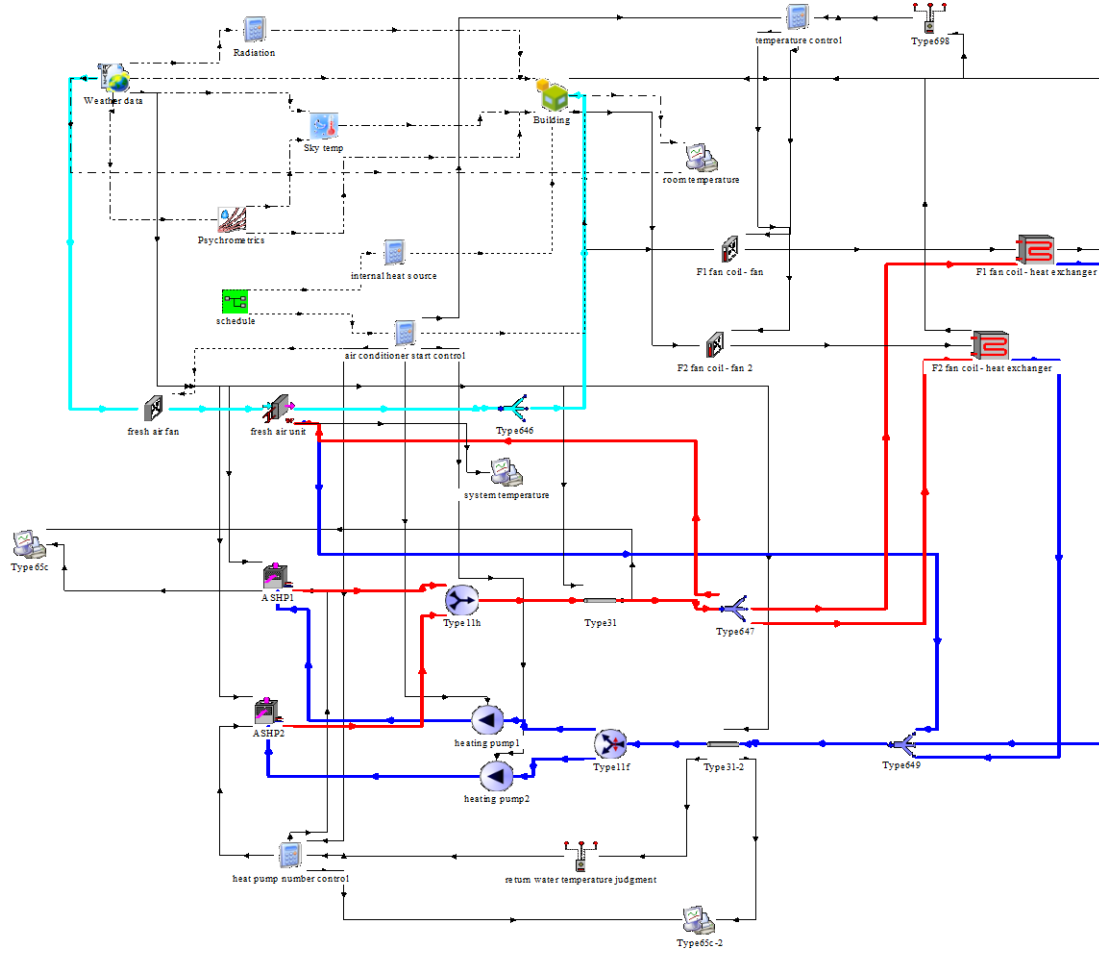 Radiation
temperature control
Type698
Weather data
Building
Sky temp
room temperature
Psychrometrics
internal heat source
F1 fan coil - fan
F1 fan coil - heat exchanger
schedule
air conditioner start control
F2 fan coil - fan 2
F2 fan coil - heat exchanger
fresh air fan
fresh air unit
Type646
system temperature
Type65c
ASHP1
Type11h
Type31
Type647
ASHP2
heating pump1
Type11f
Type31-2
Type649
heating pump2
heat pump number control
return water temperature judgment
Type65c-2